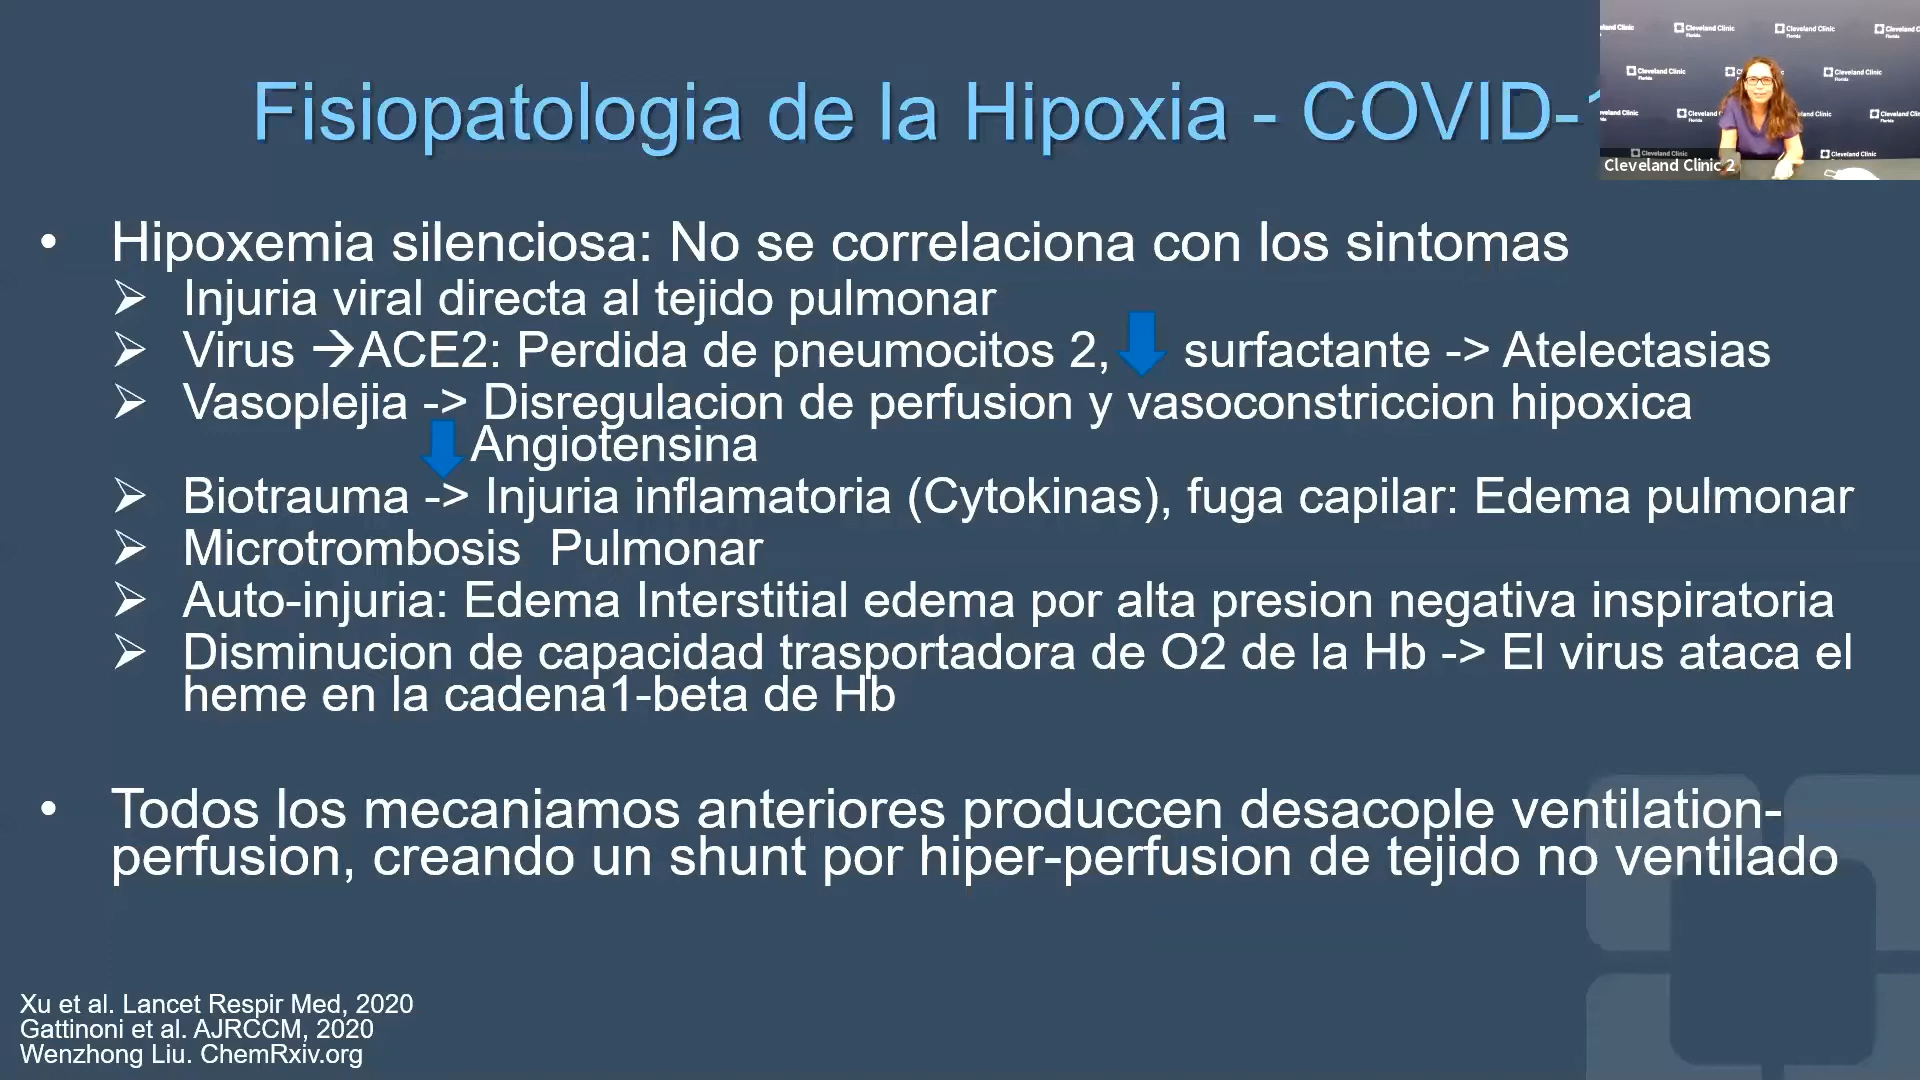 Fisiopatologia de la Hipoxia - COVID-
Cleveland Clinic
Florida
Cleveland Clinic 2
• Hipoxemia silenciosa: No se correlaciona con los sintomas
➢ Injuria viral directa al tejido pulmonar
➢ Virus →ACE2: Perdida de pneumocitos 2, surfactante -> Atelectasias
➢ Vasoplejia -> Disregulacion de perfusion y vasoconstriccion hipoxica
Angiotensina
➢ Biotrauma -> Injuria inflamatoria (Cytokinas), fuga capilar: Edema pulmonar
➢ Microtrombosis Pulmonar
➢ Auto-injuria: Edema Interstitial edema por alta presion negativa inspiratoria
➢ Disminucion de capacidad trasportadora de O2 de la Hb -> El virus ataca el
heme en la cadena1-beta de Hb
• Todos los mecaniamos anteriores produccen desacople ventilation-
perfusion, creando un shunt por hiper-perfusion de tejido no ventilado
Xu et al. Lancet Respir Med, 2020
Gattinoni et al. AJRCCM, 2020
Wenzhong Liu. ChemRxiv.org